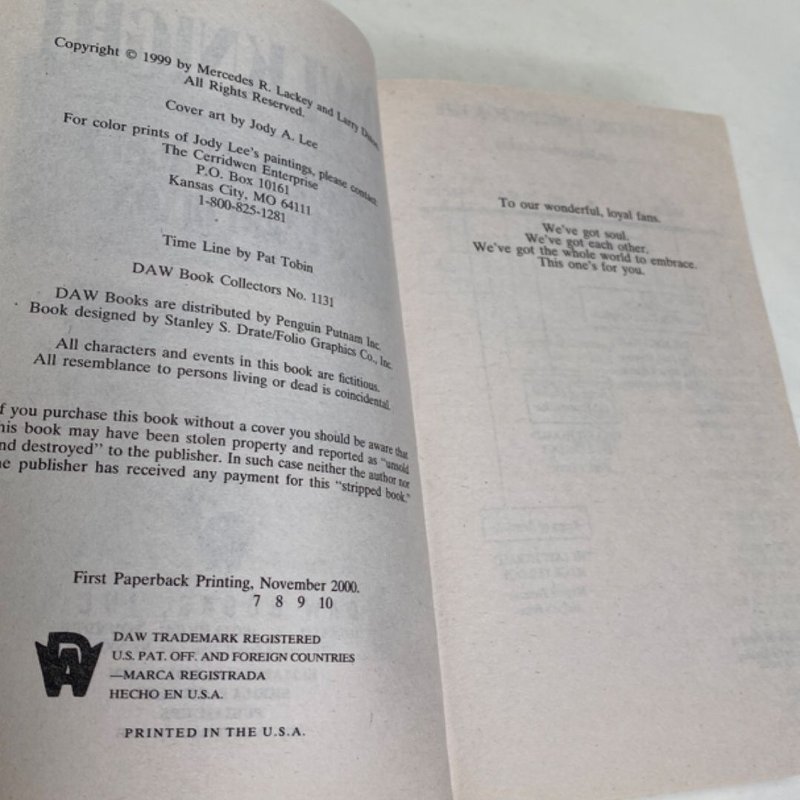 Copyright © 1999 by Mercedes R. Lackey and Larry Dixon.
All Rights Reserved.
Cover art by Jody A. Lee
For color prints of Jody Lee's paintings, please contact:
The Cerridwen Enterprise
P.O. Box 10161
Kansas City, MO 64111
1-800-825-1281
Time Line by Pat Tobin
DAW Book Collectors No. 1131
DAW Books are distributed by Penguin Putnam Inc.
Book designed by Stanley S. Drate/Folio Graphics Co., Inc.
All characters and events in this book are fictitious.
All resemblance to persons living or dead is coincidental.
f you purchase this book without a cover you should be aware that
his book may have been stolen property and reported as "unsold
nd destroyed" to the publisher. In such case neither the author nor
e publisher has received any payment for this "stripped book."
First Paperback Printing, November 2000.
7 8 9 10
DAW
DAW TRADEMARK REGISTERED
U.S. PAT. OFF. AND FOREIGN COUNTRIES
—MARCA REGISTRADA
HECHO EN U.S.A.
PRINTED IN THE U.S.A.
To our wonderful, loyal fans.
We've got soul.
We've got each other,
We've got the whole world to embrace.
This one's for you.